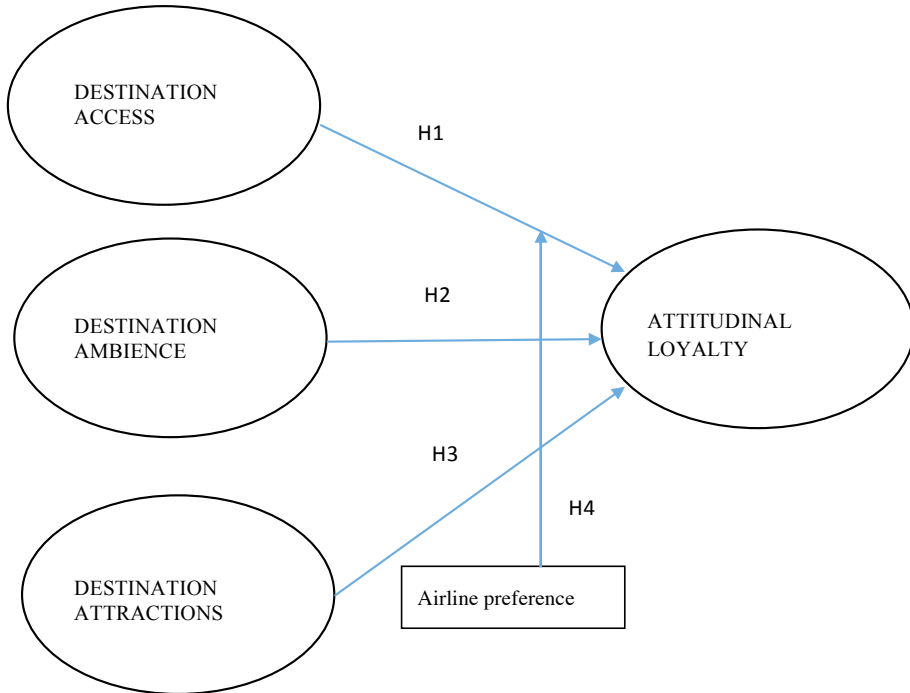 DESTINATION
ACCESS
H1
DESTINATION
AMBIENCE
H2
ATTITUDINAL
LOYALTY
H3
H4
DESTINATION
ATTRACTIONS
Airline preference